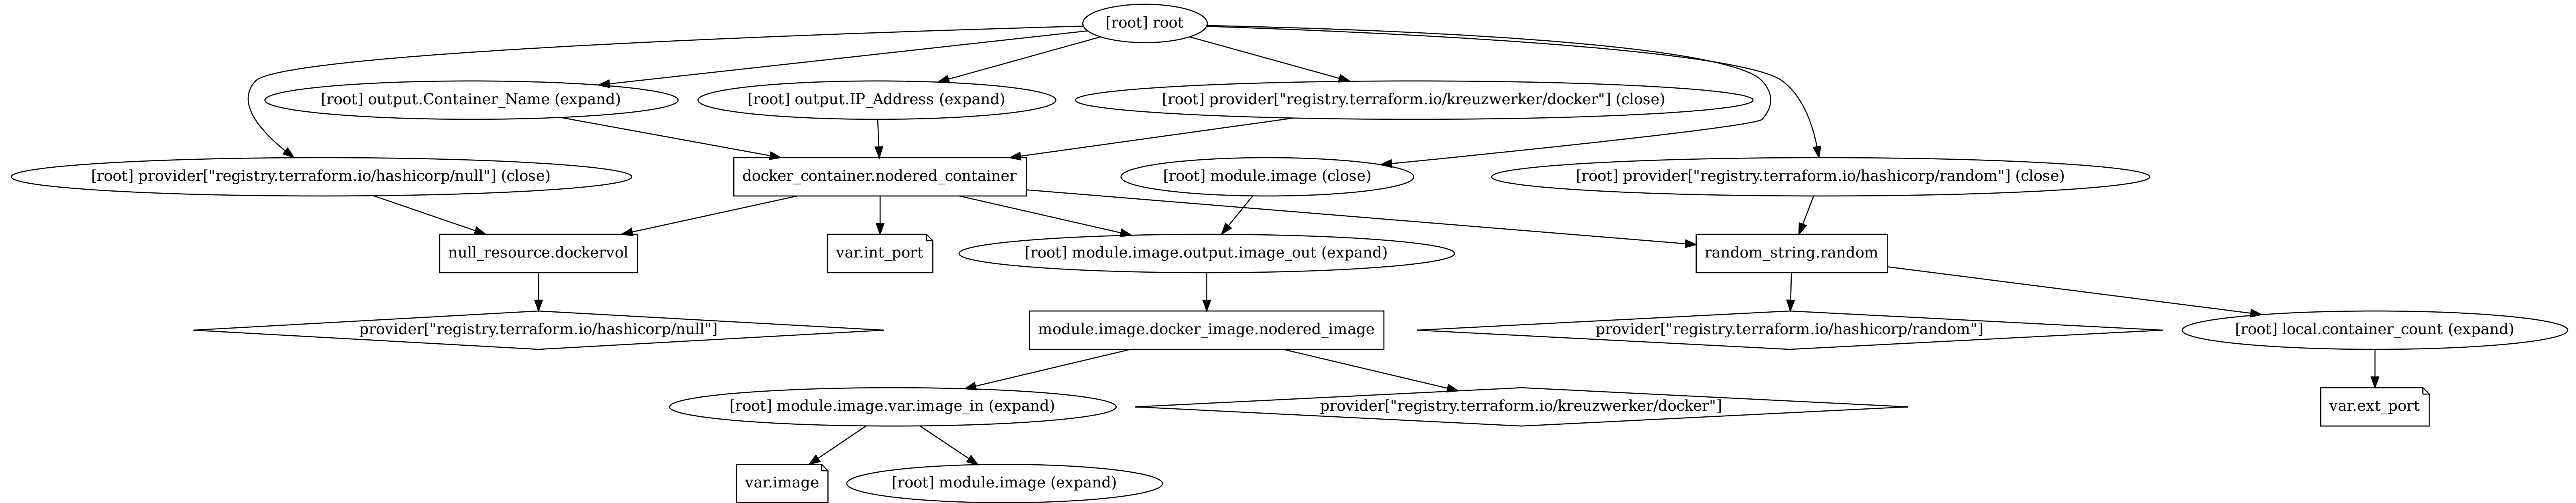 [root] root
[root] output.Container_Name (expand)
[root] output.IP_Address (expand)
[root] provider["registry.terraform.io/kreuzwerker/docker"] (close)
[root] provider["registry.terraform.io/hashicorp/null"] (close)
docker_container.nodered_container
[root] module.image (close)
[root] provider["registry.terraform.io/hashicorp/random"] (close)
null_resource.dockervol
var.int_port
[root] module.image.output.image_out (expand)
random_string.random
provider["registry.terraform.io/hashicorp/null"]
module.image.docker_image.nodered_image
provider["registry.terraform.io/hashicorp/random"]
[root] local.container_count (expand)
[root] module.image.var.image_in (expand)
provider["registry.terraform.io/kreuzwerker/docker"]
var.ext_port
var.image
[root] module.image (expand)